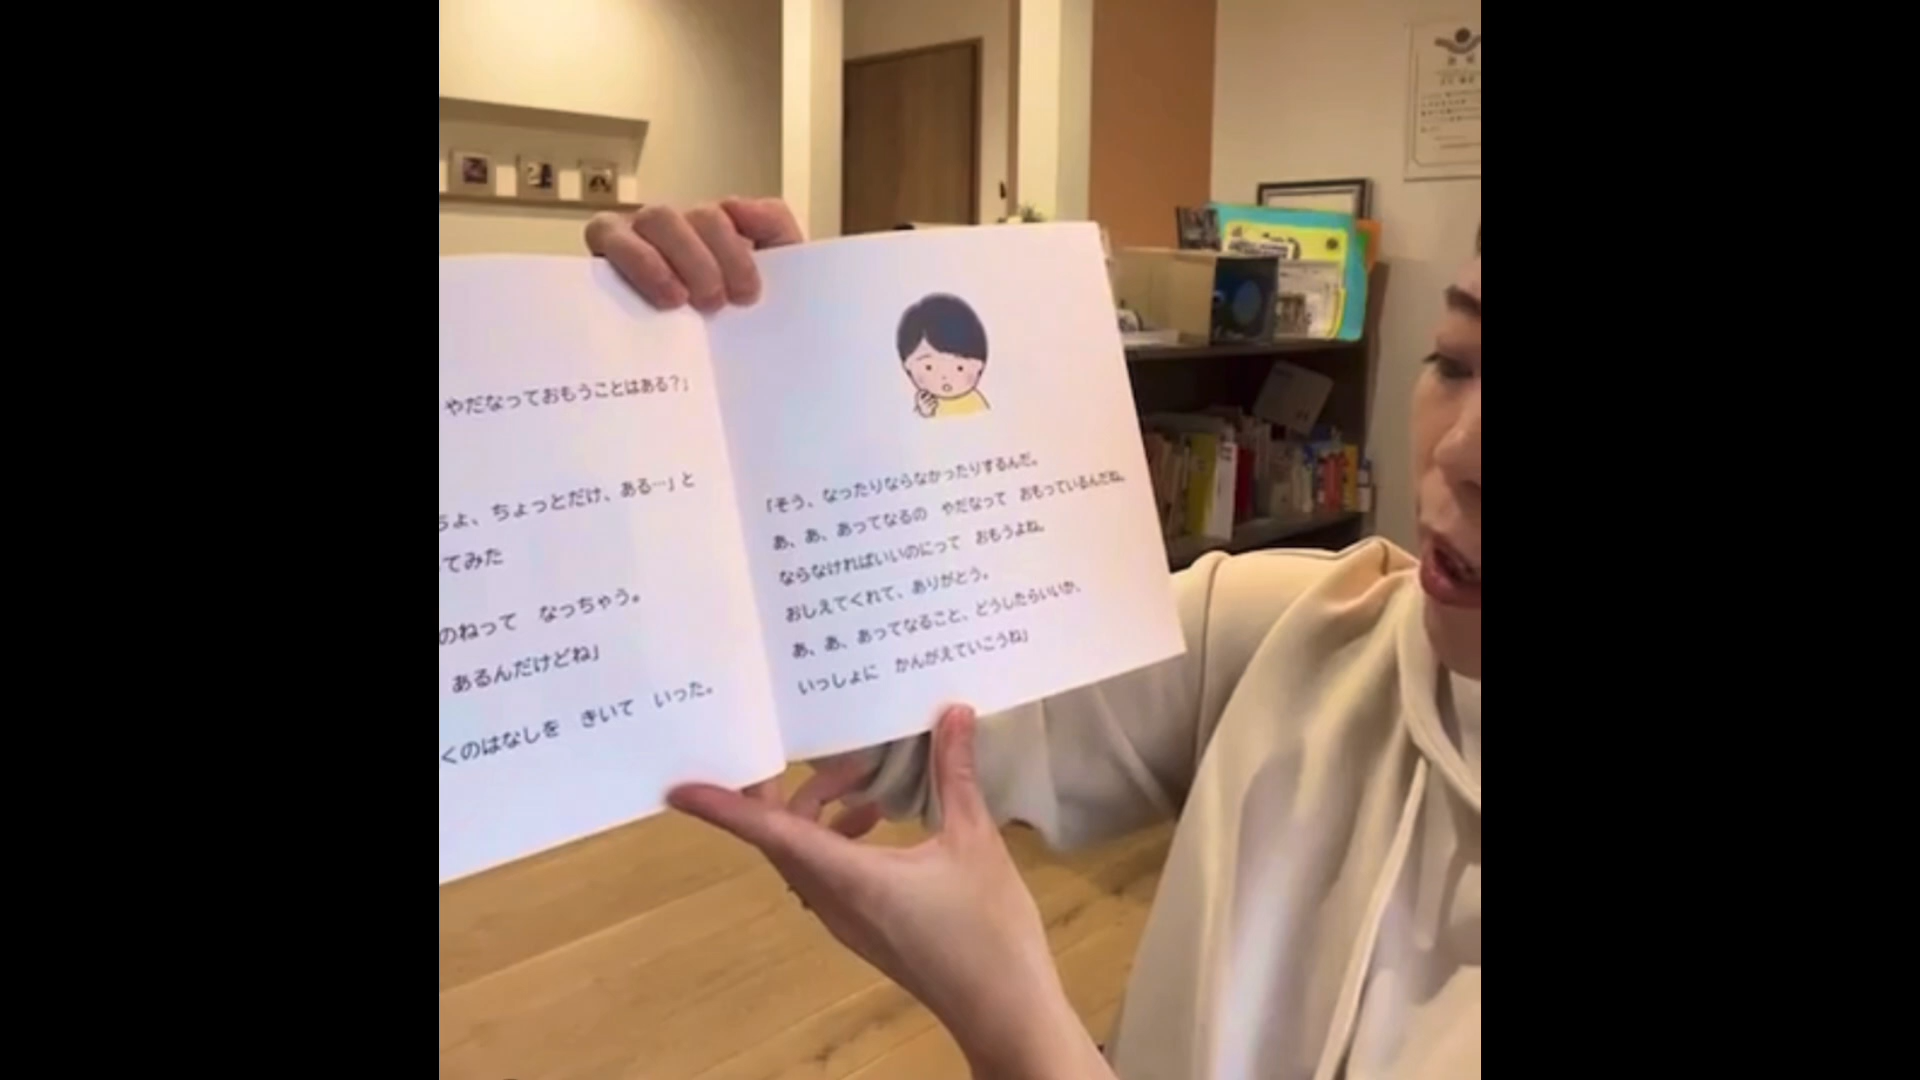 やだなっておもうことはある？」
ちょ、ちょっとだけ、ある…」と
てみた
のねって　なっちゃう。
あるんだけどね」
くのはなしを　きいて　いった。
「そう、なったりならなかったりするんだ。
あ、あ、あってなるの　やだなって　おもっているんだね。
ならなければいいのにって　おもうよね。
おしえてくれて、ありがとう。
あ、あ、あってなること、どうしたらいいか、
いっしょに　かんがえていこうね」